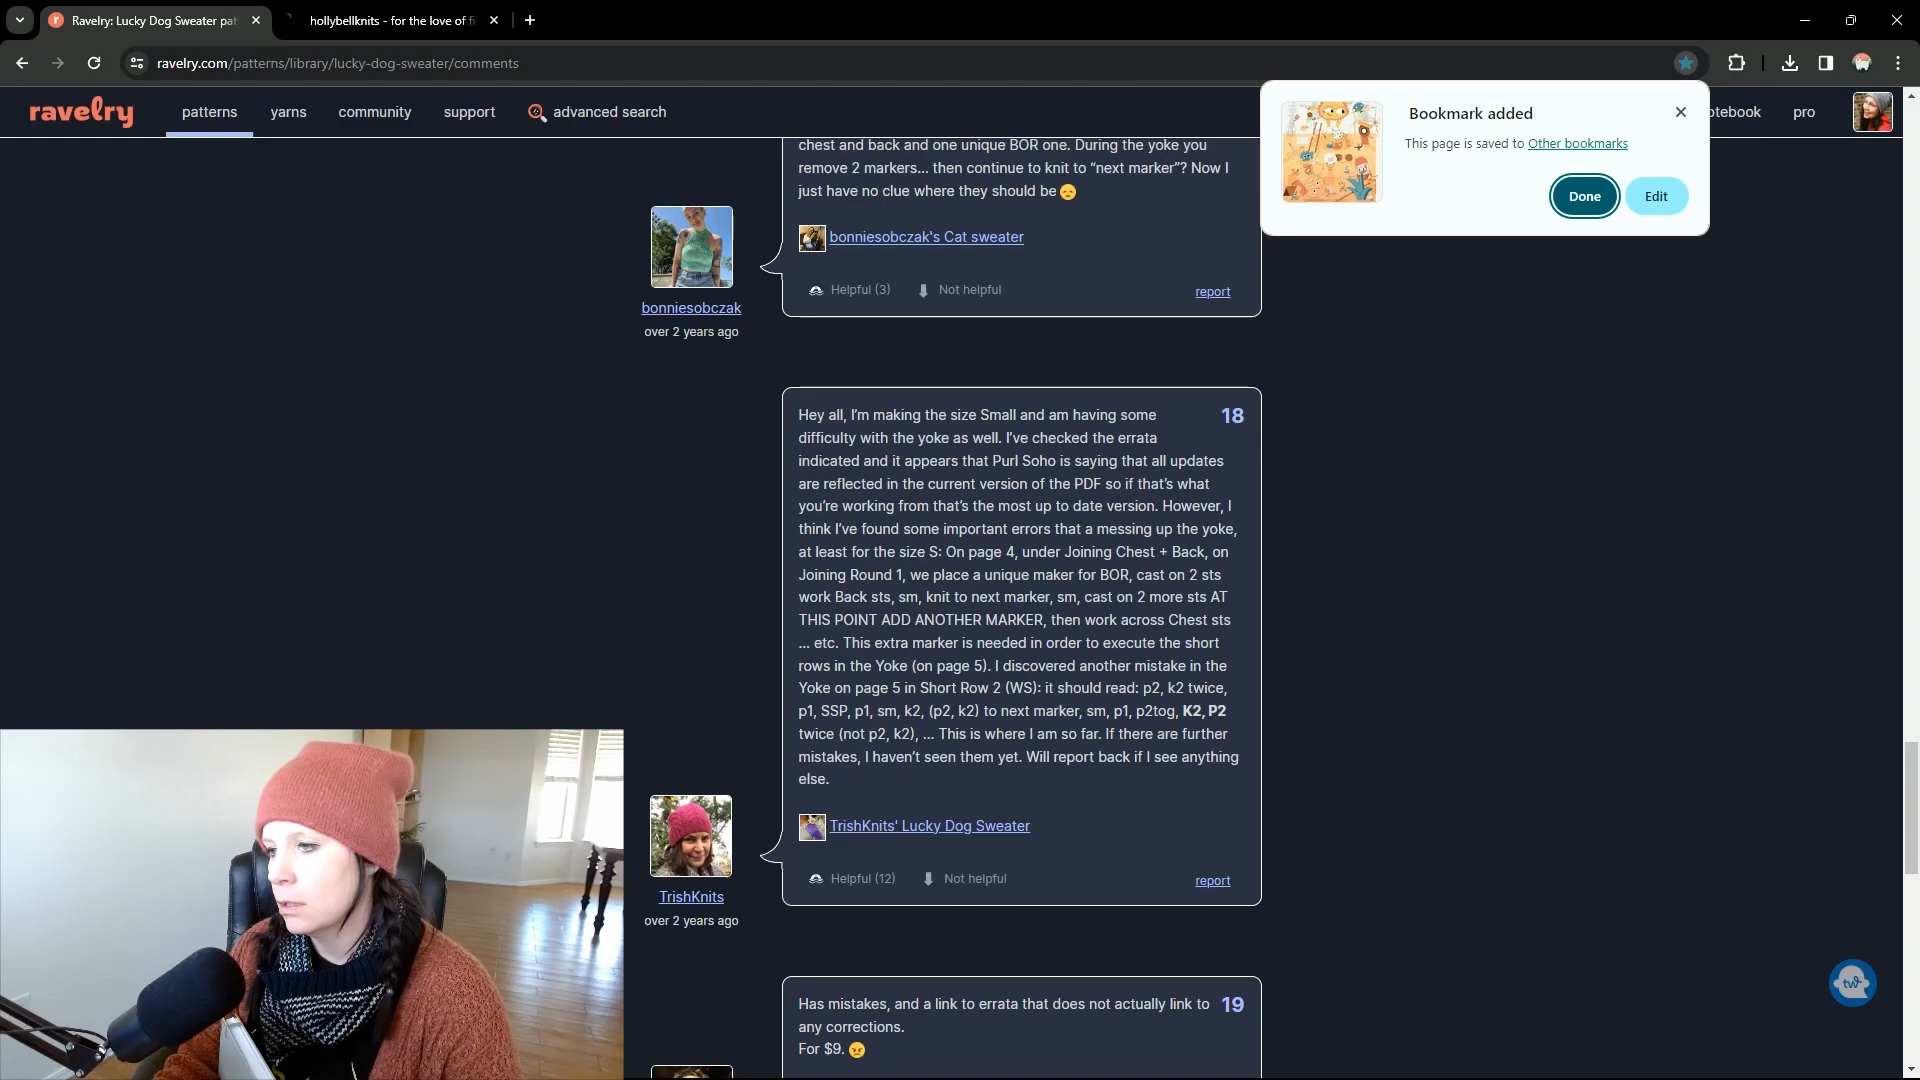 Ravelry: Lucky Dog Sweater pat
hollybellknits - for the love of fi
ravelry.com/patterns/library/lucky-dog-sweater/comments
ravelry
patterns
yarns
community
support
advanced search
otebook
pro
Bookmark added
This page is saved to Other bookmarks
Done
Edit
chest and back and one unique BOR one. During the yoke you
remove 2 markers... then continue to knit to “next marker”? Now I
just have no clue where they should be 😞
bonniesobczak's Cat sweater
Helpful (3)
Not helpful
report
bonniesobczak
over 2 years ago
18
Hey all, I’m making the size Small and am having some
difficulty with the yoke as well. I’ve checked the errata
indicated and it appears that Purl Soho is saying that all updates
are reflected in the current version of the PDF so if that’s what
you’re working from that’s the most up to date version. However, I
think I’ve found some important errors that a messing up the yoke,
at least for the size S: On page 4, under Joining Chest + Back, on
Joining Round 1, we place a unique maker for BOR, cast on 2 sts
work Back sts, sm, knit to next marker, sm, cast on 2 more sts AT
THIS POINT ADD ANOTHER MARKER, then work across Chest sts
... etc. This extra marker is needed in order to execute the short
rows in the Yoke (on page 5). I discovered another mistake in the
Yoke on page 5 in Short Row 2 (WS): it should read: p2, k2 twice,
p1, SSP, p1, sm, k2, (p2, k2) to next marker, sm, p1, p2tog, K2, P2
twice (not p2, k2), ... This is where I am so far. If there are further
mistakes, I haven’t seen them yet. Will report back if I see anything
else.
TrishKnits' Lucky Dog Sweater
Helpful (12)
Not helpful
report
TrishKnits
over 2 years ago
19
Has mistakes, and a link to errata that does not actually link to
any corrections.
For $9. 😠
tw